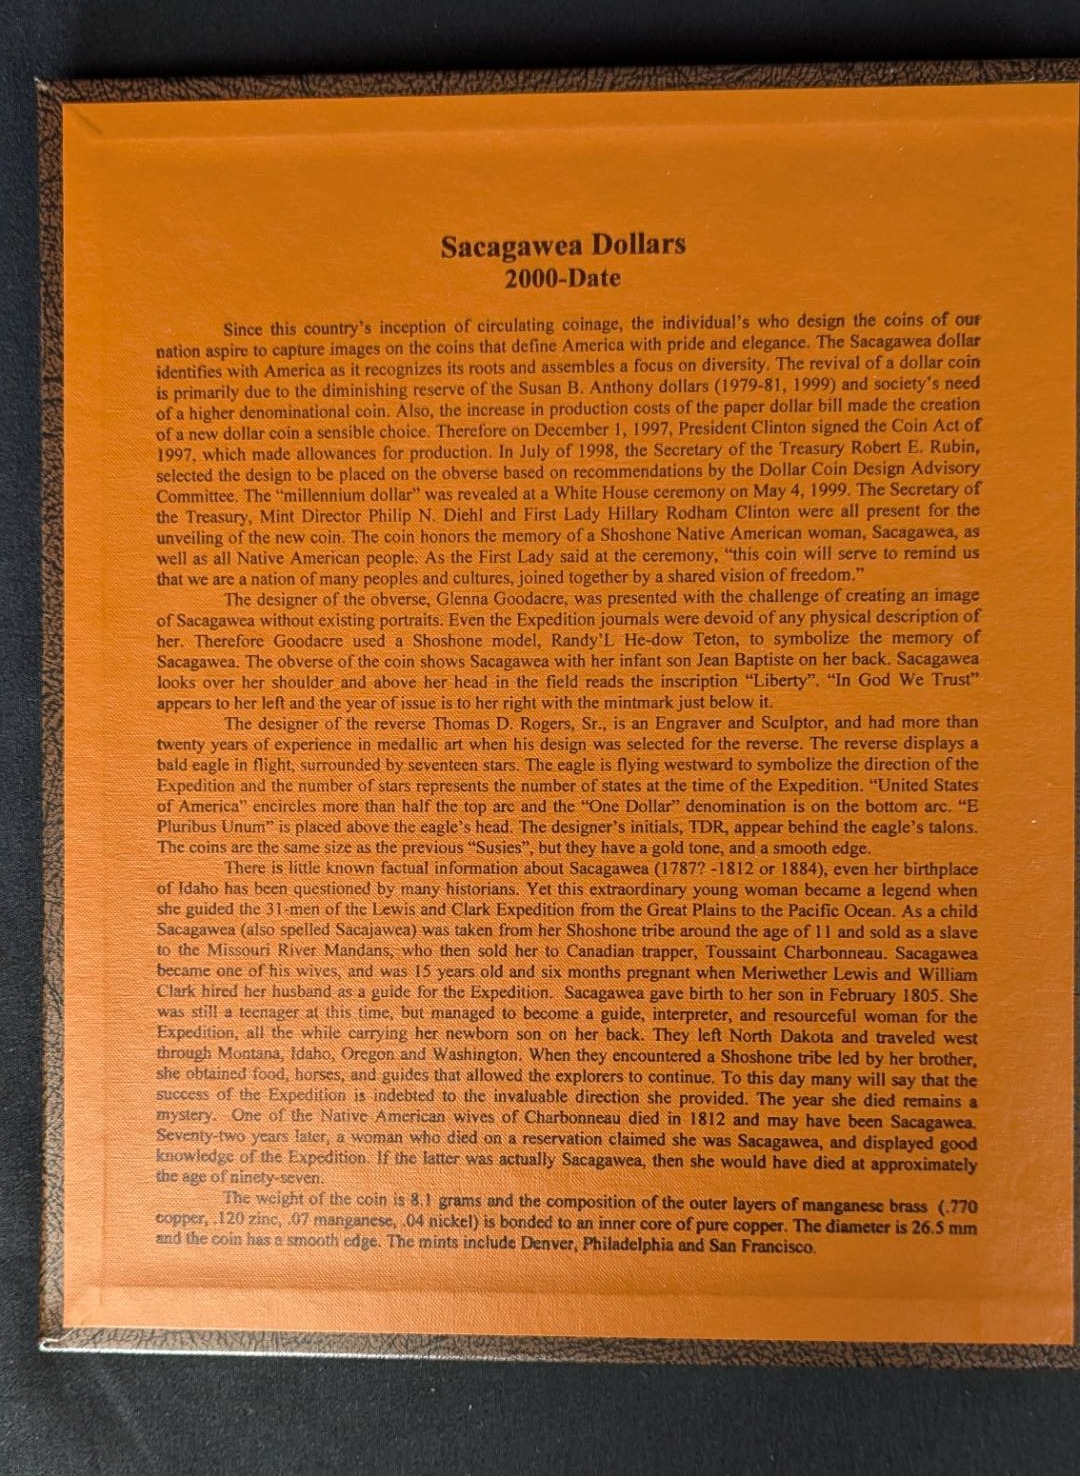 Sacagawea Dollars
2000-Date
Since this country's inception of circulating coinage, the individual's who design the coins of our
nation aspire to capture images on the coins that define America with pride and elegance. The Sacagawea dollar
identifies with America as it recognizes its roots and assembles a focus on diversity. The revival of a dollar coin
is primarily due to the diminishing reserve of the Susan B. Anthony dollars (1979-81, 1999) and society's need
of a higher denominational coin. Also, the increase in production costs of the paper dollar bill made the creation
of a new dollar coin a sensible choice. Therefore on December 1, 1997, President Clinton signed the Coin Act of
1997, which made allowances for production. In July of 1998, the Secretary of the Treasury Robert E. Rubin,
selected the design to be placed on the obverse based on recommendations by the Dollar Coin Design Advisory
Committee. The "millennium dollar" was revealed at a White House ceremony on May 4, 1999. The Secretary of
the Treasury, Mint Director Philip N. Diehl and First Lady Hillary Rodham Clinton were all present for the
unveiling of the new coin. The coin honors the memory of a Shoshone Native American woman, Sacagawea, as
well as all Native American people. As the First Lady said at the ceremony, "this coin will serve to remind us
that we are a nation of many peoples and cultures, joined together by a shared vision of freedom."
The designer of the obverse, Glenna Goodacre, was presented with the challenge of creating an image
of Sacagawea without existing portraits. Even the Expedition journals were devoid of any physical description of
her. Therefore Goodacre used a Shoshone model, Randy'L He-dow Teton, to symbolize the memory of
Sacagawea. The obverse of the coin shows Sacagawea with her infant son Jean Baptiste on her back. Sacagawea
looks over her shoulder and above her head in the field reads the inscription "Liberty". "In God We Trust"
appears to her left and the year of issue is to her right with the mintmark just below it.
The designer of the reverse Thomas D. Rogers, Sr., is an Engraver and Sculptor, and had more than
twenty years of experience in medallic art when his design was selected for the reverse. The reverse displays a
bald eagle in flight, surrounded by seventeen stars. The eagle is flying westward to symbolize the direction of the
Expedition and the number of stars represents the number of states at the time of the Expedition. "United States
of America" encircles more than half the top arc and the "One Dollar" denomination is on the bottom arc. "E
Pluribus Unum" is placed above the eagle's head. The designer's initials, TDR, appear behind the eagle's talons.
The coins are the same size as the previous "Susies", but they have a gold tone, and a smooth edge.
There is little known factual information about Sacagawea (1787? -1812 or 1884), even her birthplace
of Idaho has been questioned by many historians. Yet this extraordinary young woman became a legend when
she guided the 31-men of the Lewis and Clark Expedition from the Great Plains to the Pacific Ocean. As a child
Sacagawea (also spelled Sacajawea) was taken from her Shoshone tribe around the age of 11 and sold as a slave
to the Missouri River Mandans, who then sold her to Canadian trapper, Toussaint Charbonneau. Sacagawea
became one of his wives, and was 15 years old and six months pregnant when Meriwether Lewis and William
Clark hired her husband as a guide for the Expedition. Sacagawea gave birth to her son in February 1805. She
was still a teenager at this time, but managed to become a guide, interpreter, and resourceful woman for the
Expedition, all the while carrying her newborn son on her back. They left North Dakota and traveled west
through Montana, Idaho, Oregon and Washington. When they encountered a Shoshone tribe led by her brother,
she obtained food, horses, and guides that allowed the explorers to continue. To this day many will say that the
success of the Expedition is indebted to the invaluable direction she provided. The year she died remains a
mystery. One of the Native American wives of Charbonneau died in 1812 and may have been Sacagawea.
Seventy-two years later, a woman who died on a reservation claimed she was Sacagawea, and displayed good
knowledge of the Expedition. If the latter was actually Sacagawea, then she would have died at approximately
the age of ninety-seven.
The weight of the coin is 8.1 grams and the composition of the outer layers of manganese brass (.770
copper, .120 zinc, .07 manganese, .04 nickel) is bonded to an inner core of pure copper. The diameter is 26.5 mm
and the coin has a smooth edge. The mints include Denver, Philadelphia and San Francisco.